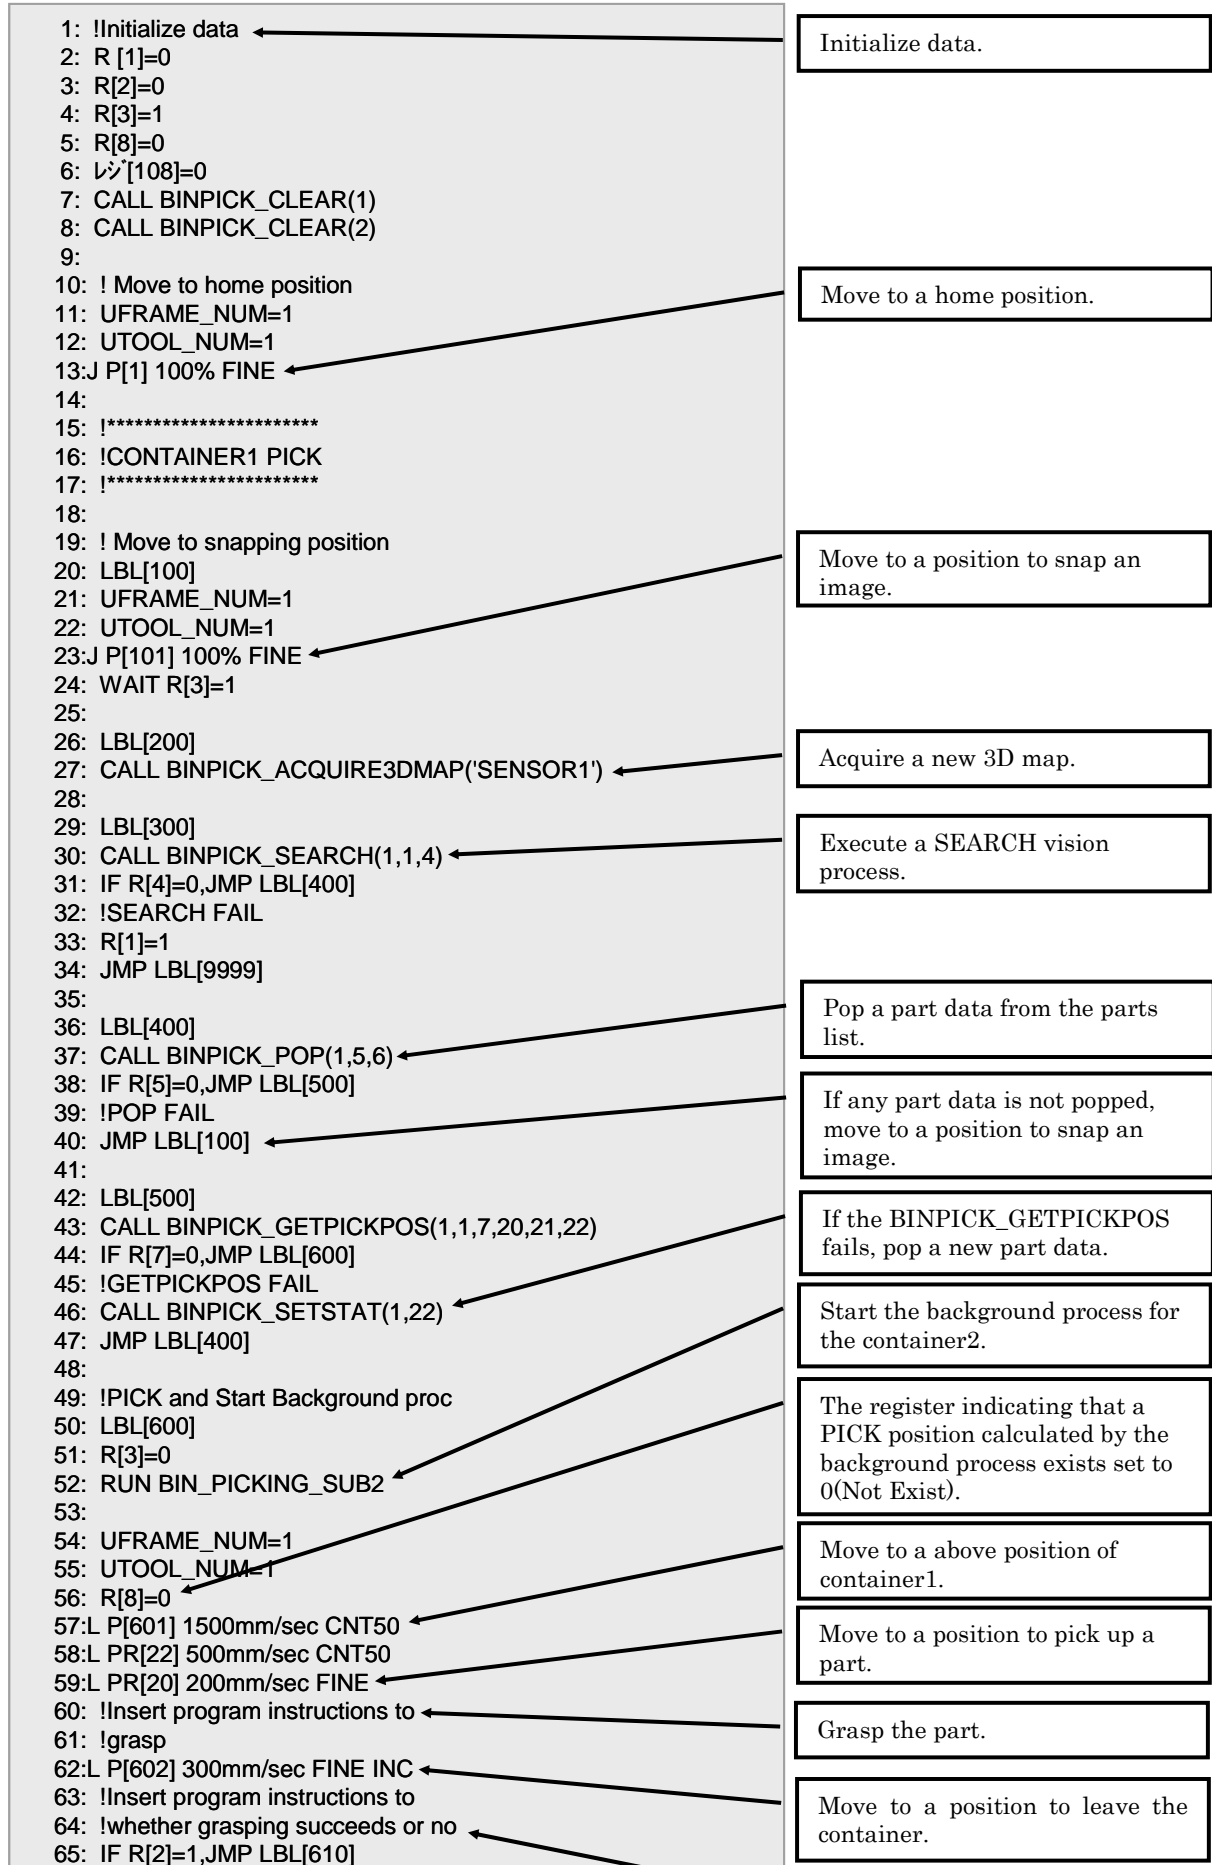 1: !Initialize data
2: R [1]=0
3: R[2]=0
4: R[3]=1
5: R[8]=0
6: ﾚｼﾞ[108]=0
7: CALL BINPICK_CLEAR(1)
8: CALL BINPICK_CLEAR(2)
9:
10: ! Move to home position
11: UFRAME_NUM=1
12: UTOOL_NUM=1
13:J P[1] 100% FINE
14:
15: !***********************
16: !CONTAINER1 PICK
17: !***********************
18:
19: ! Move to snapping position
20: LBL[100]
21: UFRAME_NUM=1
22: UTOOL_NUM=1
23:J P[101] 100% FINE
24: WAIT R[3]=1
25:
26: LBL[200]
27: CALL BINPICK_ACQUIRE3DMAP('SENSOR1')
28:
29: LBL[300]
30: CALL BINPICK_SEARCH(1,1,4)
31: IF R[4]=0,JMP LBL[400]
32: !SEARCH FAIL
33: R[1]=1
34: JMP LBL[9999]
35:
36: LBL[400]
37: CALL BINPICK_POP(1,5,6)
38: IF R[5]=0,JMP LBL[500]
39: !POP FAIL
40: JMP LBL[100]
41:
42: LBL[500]
43: CALL BINPICK_GETPICKPOS(1,1,7,20,21,22)
44: IF R[7]=0,JMP LBL[600]
45: !GETPICKPOS FAIL
46: CALL BINPICK_SETSTAT(1,22)
47: JMP LBL[400]
48:
49: !PICK and Start Background proc
50: LBL[600]
51: R[3]=0
52: RUN BIN_PICKING_SUB2
53:
54: UFRAME_NUM=1
55: UTOOL_NUM=1
56: R[8]=0
57:L P[601] 1500mm/sec CNT50
58:L PR[22] 500mm/sec CNT50
59:L PR[20] 200mm/sec FINE
60: !Insert program instructions to
61: !grasp
62:L P[602] 300mm/sec FINE INC
63: !Insert program instructions to
64: !whether grasping succeeds or no
65: IF R[2]=1,JMP LBL[610]
Initialize data.
Move to a home position.
Move to a position to snap an
image.
Acquire a new 3D map.
Execute a SEARCH vision
process.
Pop a part data from the parts
list.
If any part data is not popped,
move to a position to snap an
image.
If the BINPICK_GETPICKPOS
fails, pop a new part data.
Start the background process for
the container2.
The register indicating that a
PICK position calculated by the
background process exists set to
0(Not Exist).
Move to a above position of
container1.
Move to a position to pick up a
part.
Grasp the part.
Move to a position to leave the
container.